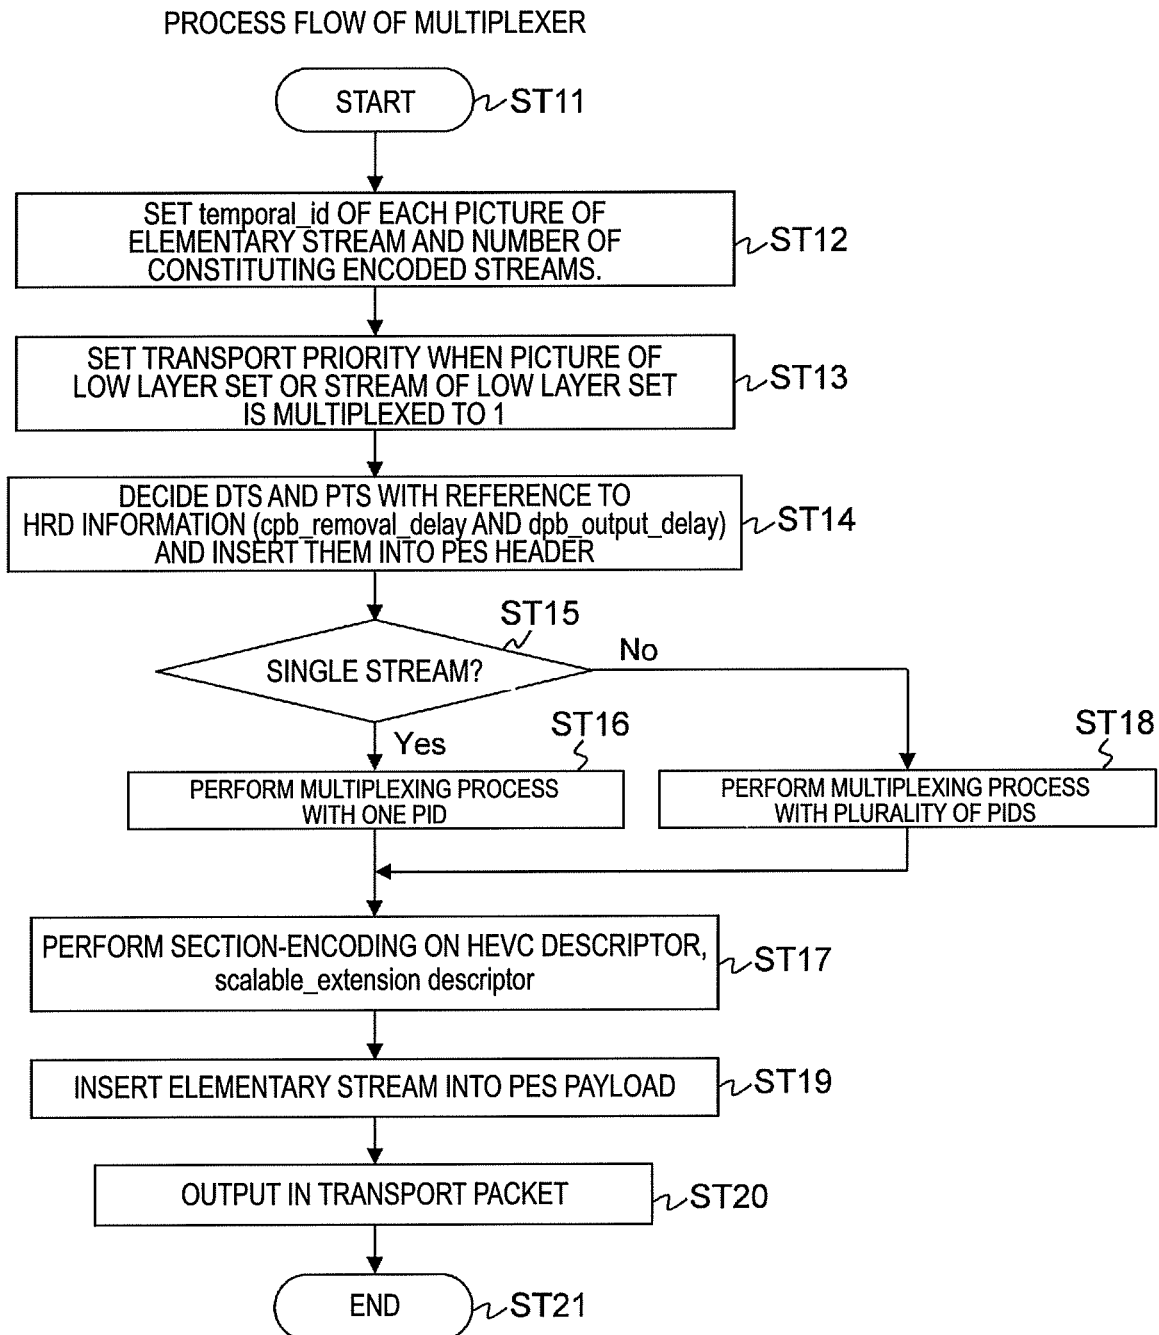 PROCESS FLOW OF MULTIPLEXER
START
ST11
SET temporal_id OF EACH PICTURE OF
ELEMENTARY STREAM AND NUMBER OF
CONSTITUTING ENCODED STREAMS.
ST12
SET TRANSPORT PRIORITY WHEN PICTURE OF
LOW LAYER SET OR STREAM OF LOW LAYER SET
IS MULTIPLEXED TO 1
ST13
DECIDE DTS AND PTS WITH REFERENCE TO
HRD INFORMATION (cpb_removal_delay AND dpb_output_delay)
AND INSERT THEM INTO PES HEADER
ST14
ST15
SINGLE STREAM?
No
Yes
ST16
PERFORM MULTIPLEXING PROCESS
WITH ONE PID
ST18
PERFORM MULTIPLEXING PROCESS
WITH PLURALITY OF PIDS
PERFORM SECTION-ENCODING ON HEVC DESCRIPTOR,
scalable_extension descriptor
ST17
INSERT ELEMENTARY STREAM INTO PES PAYLOAD
ST19
OUTPUT IN TRANSPORT PACKET
ST20
END
ST21